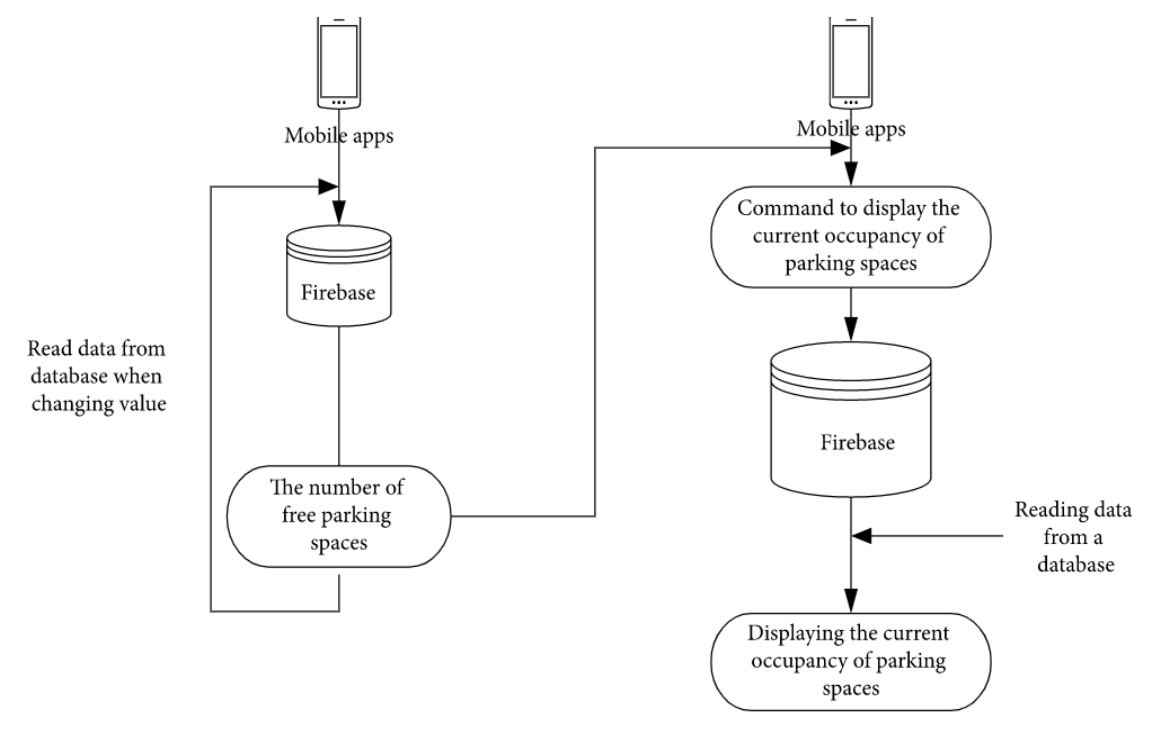 Mobile apps
Firebase
Read data from
database when
changing value
The number of
free parking
spaces
Mobile apps
Command to display the
current occupancy of
parking spaces
Firebase
Reading data
from a
database
Displaying the current
occupancy of parking
spaces